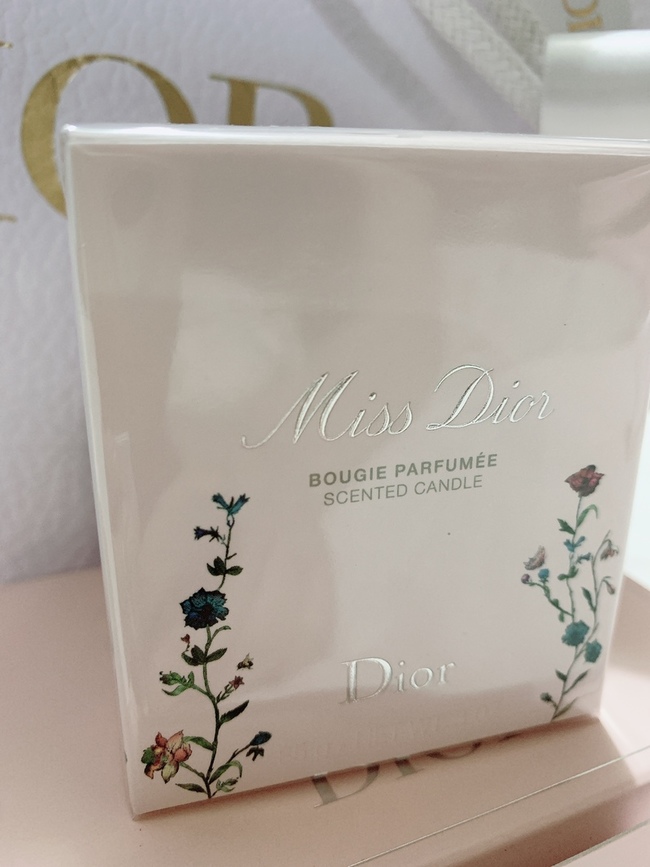 Miss Dior
BOUGIE PARFUMÉE
SCENTED CANDLE
Dior